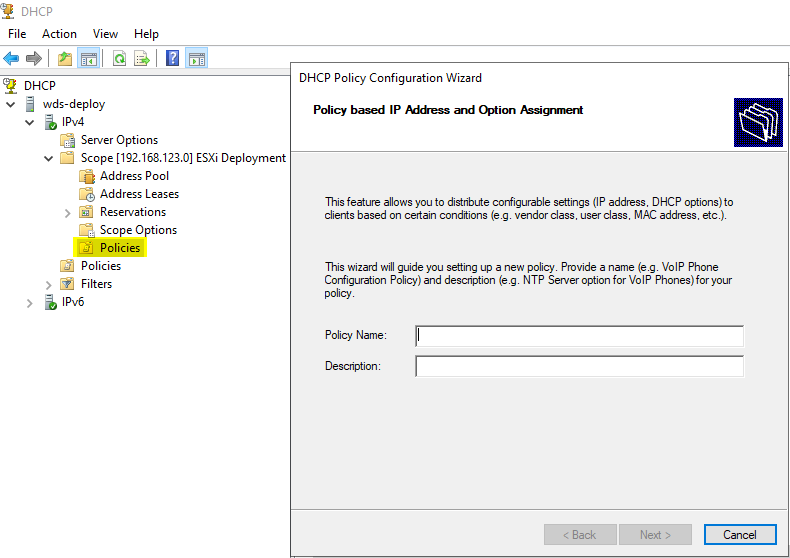 DHCP
File Action View Help
DHCP
wds-deploy
IPv4
Server Options
Scope [192.168.123.0] ESXi Deployment
Address Pool
Address Leases
Reservations
Scope Options
Policies
Policies
Filters
IPv6
DHCP Policy Configuration Wizard
Policy based IP Address and Option Assignment
This feature allows you to distribute configurable settings (IP address, DHCP options) to
clients based on certain conditions (e.g. vendor class, user class, MAC address, etc.).
This wizard will guide you setting up a new policy. Provide a name (e.g. VoIP Phone
Configuration Policy) and description (e.g. NTP Server option for VoIP Phones) for your
policy.
Policy Name:
Description:
< Back Next > Cancel